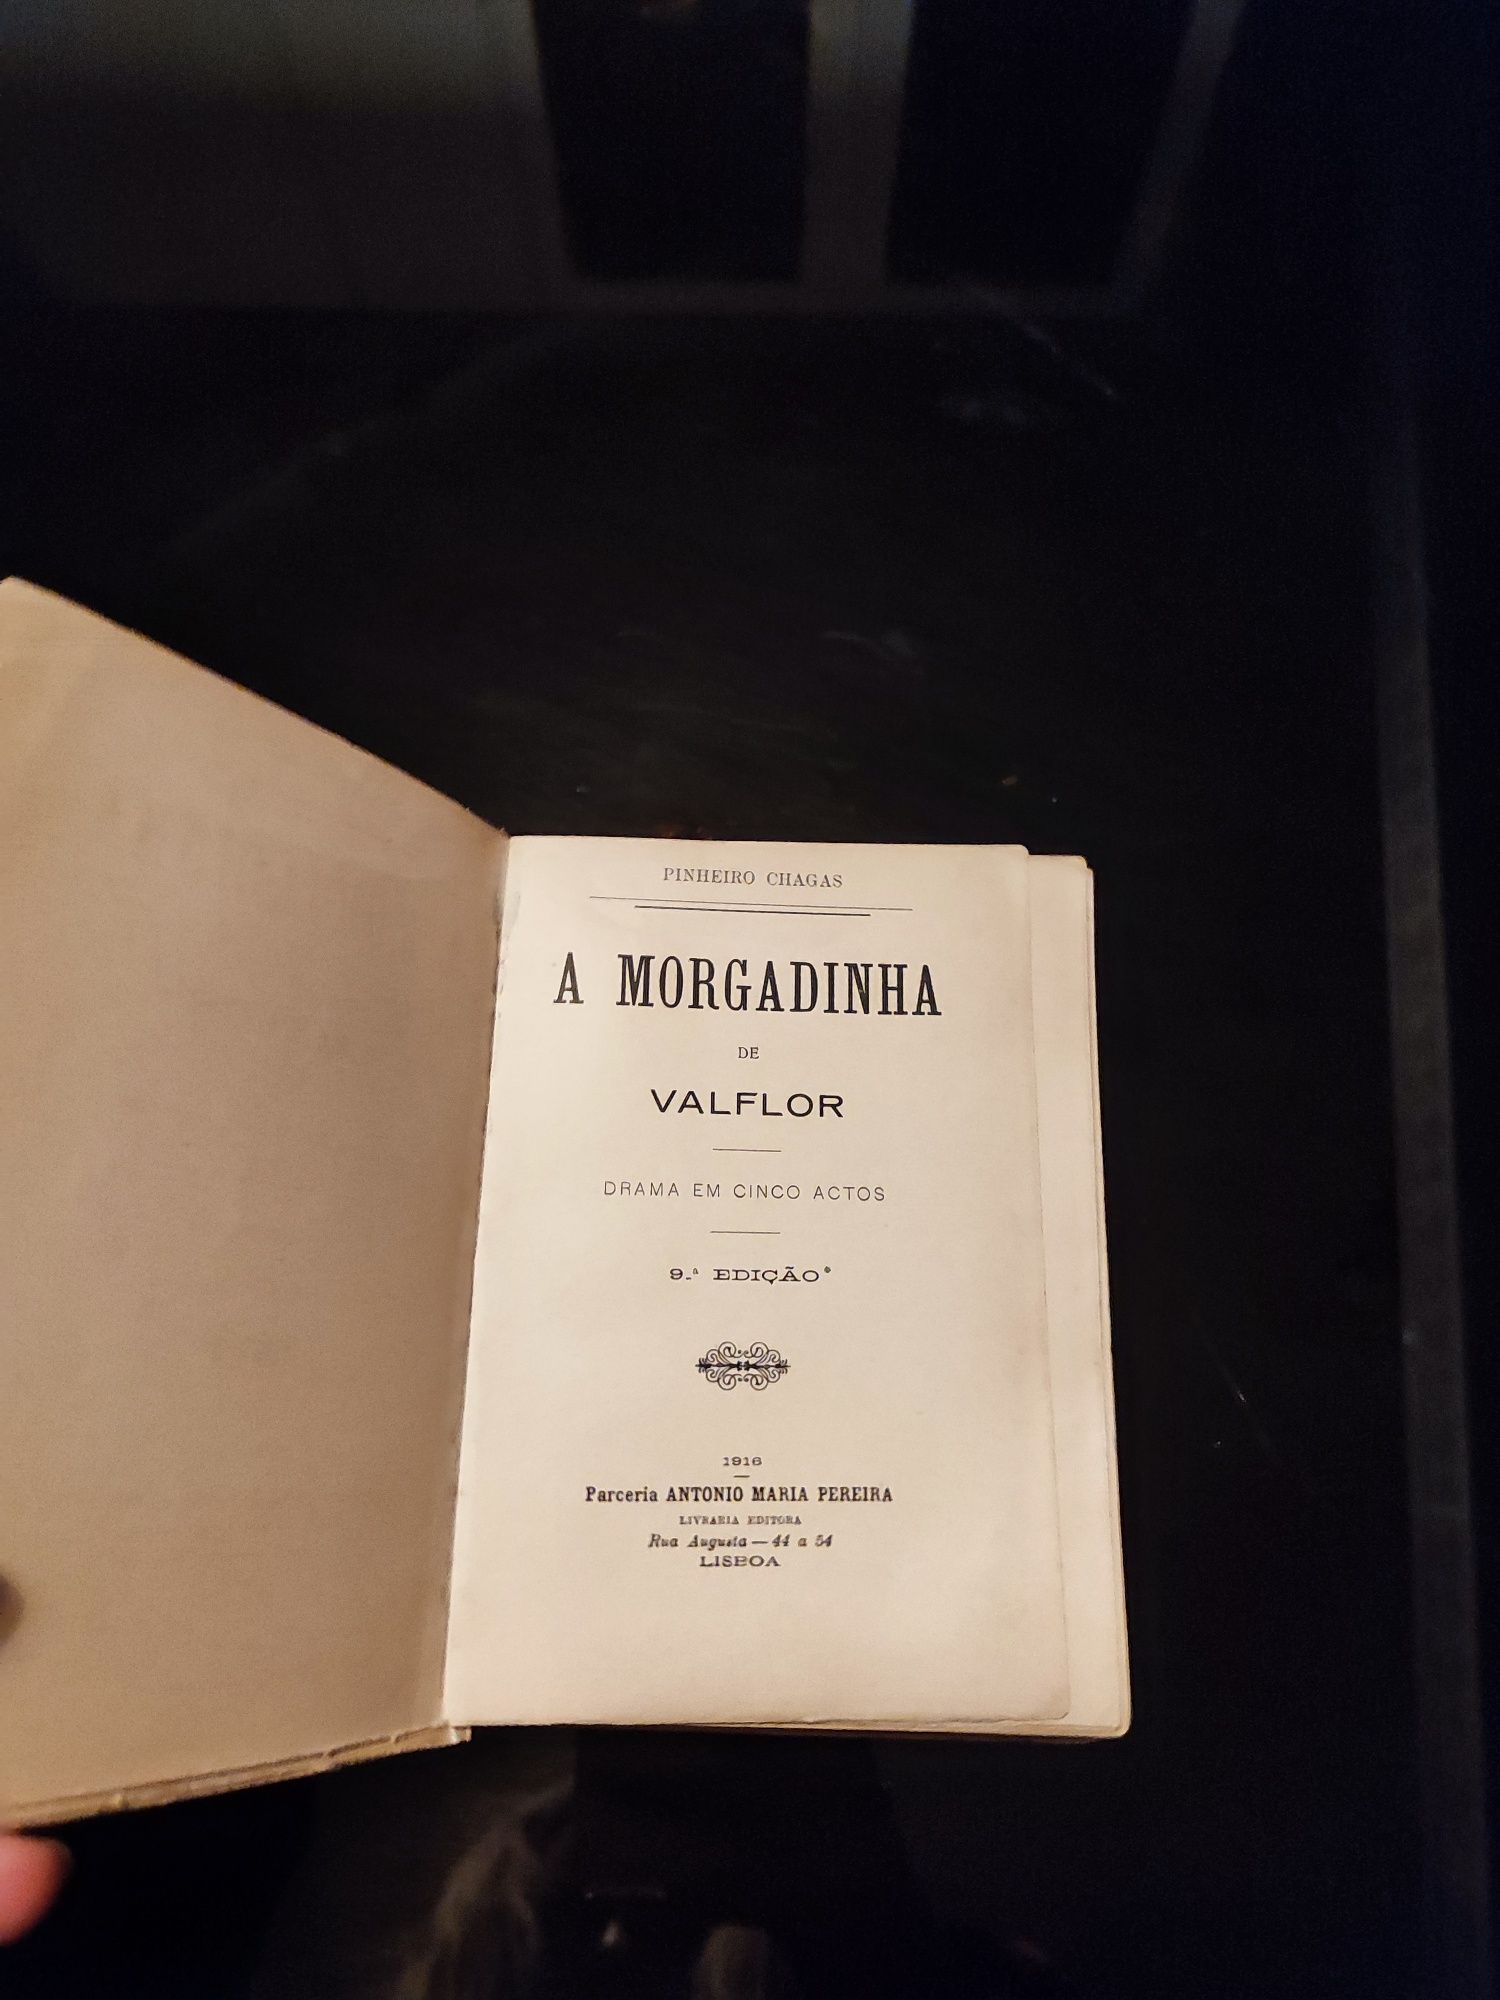 PINHEIRO CHAGAS
A MORGADINHA
DE
VALFLOR
DRAMA EM CINCO ACTOS
9.ª EDIÇÃO
1916
Parceria ANTONIO MARIA PEREIRA
LIVRARIA EDITORA
Rua Augusta — 44 a 54
LISBOA